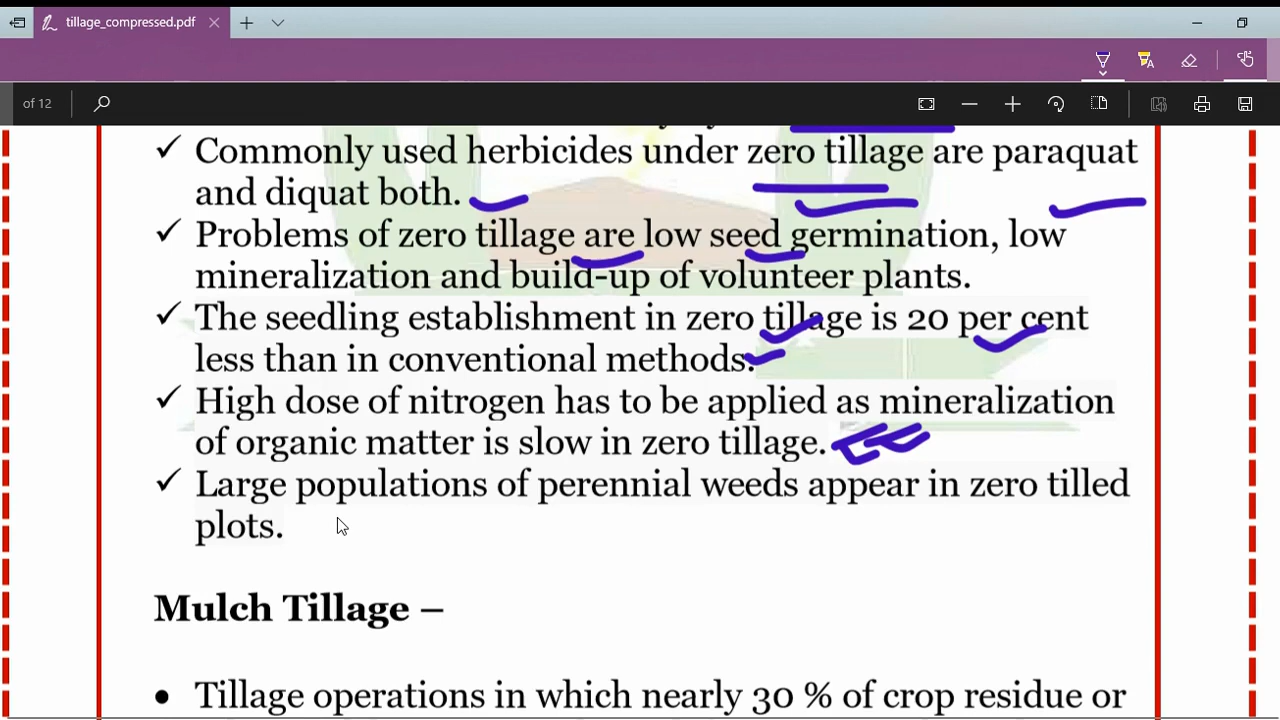 tillage_compressed.pdf
of 12
Commonly used herbicides under zero tillage are paraquat
and diquat both.
Problems of zero tillage are low seed germination, low
mineralization and build-up of volunteer plants.
The seedling establishment in zero tillage is 20 per cent
less than in conventional methods.
High dose of nitrogen has to be applied as mineralization
of organic matter is slow in zero tillage.
Large populations of perennial weeds appear in zero tilled
plots.
Mulch Tillage –
Tillage operations in which nearly 30 % of crop residue or